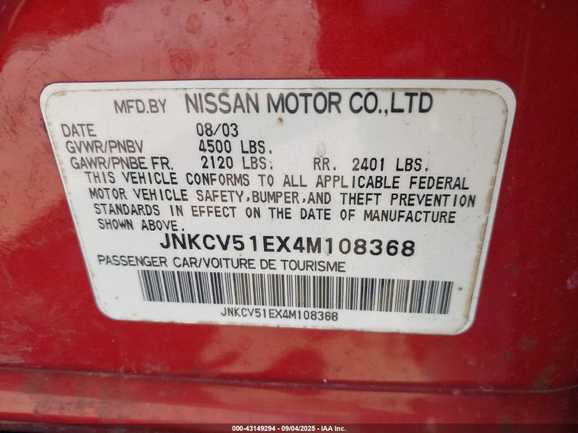 MFD.BY NISSAN MOTOR CO.,LTD
DATE 08/03
GVWR/PNBV 4500 LBS.
GAWR/PNBE FR. 2120 LBS. RR. 2401 LBS.
THIS VEHICLE CONFORMS TO ALL APPLICABLE FEDERAL
MOTOR VEHICLE SAFETY,BUMPER,AND THEFT PREVENTION
STANDARDS IN EFFECT ON THE DATE OF MANUFACTURE
SHOWN ABOVE.
JNKCV51EX4M108368
PASSENGER CAR/VOITURE DE TOURISME
JNKCV51EX4M108368
000-43149294 - 09/04/2025 - IAA Inc.